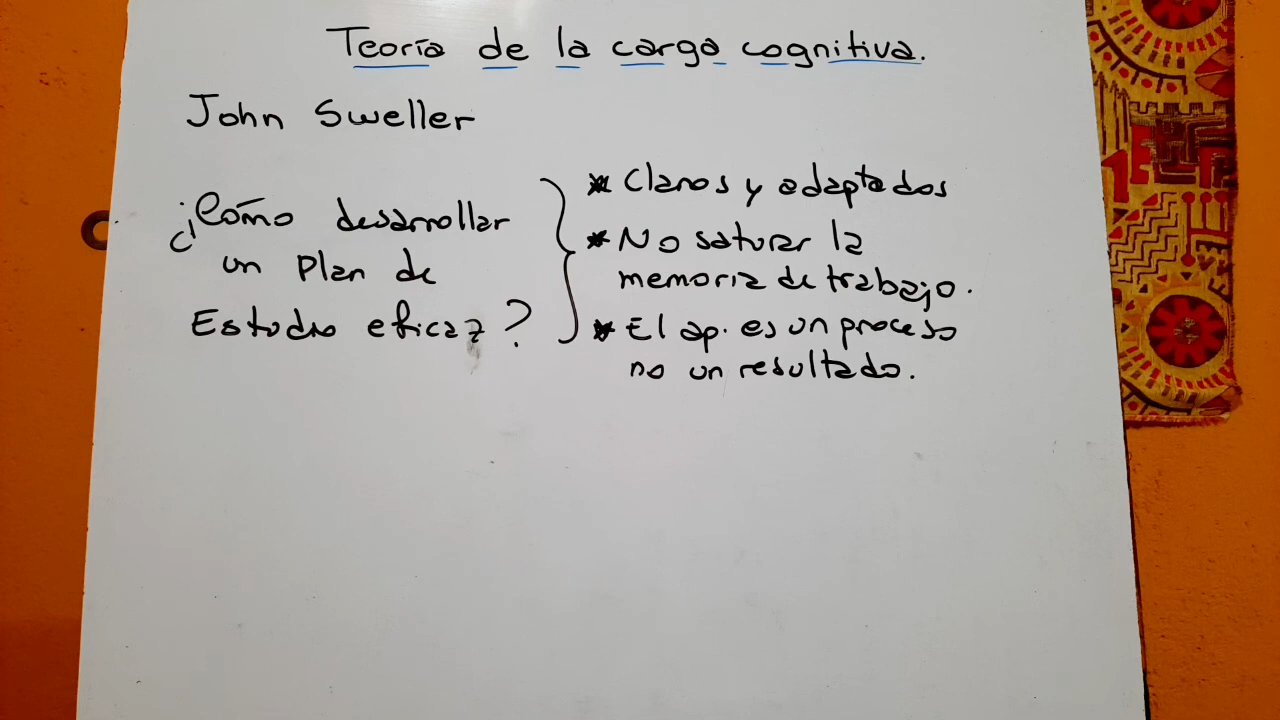 Teoría de la carga cognitiva.
John Sweller
¿Cómo desarrollar
un plan de
Estudio eficaz?
* Claros y adaptados
* No saturar la
memoria de trabajo.
* El ap. es un proceso
no un resultado.